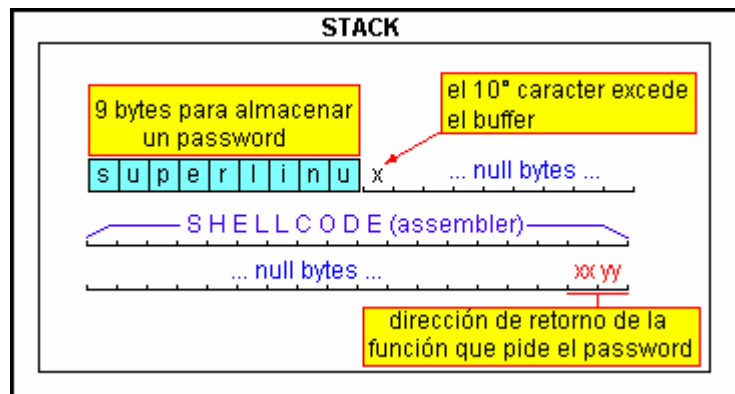 STACK
9 bytes para almacenar
un password
el 10° caracter excede
el buffer
s u p e r l i n u x ... null bytes ...
S H E L L C O D E (assembler)
... null bytes ... xx yy
dirección de retorno de la
función que pide el password